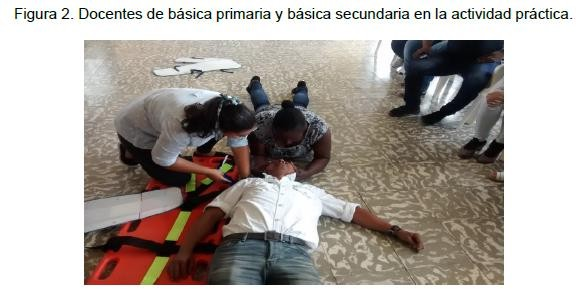 Figura 2. Docentes de básica primaria y básica secundaria en la actividad práctica.